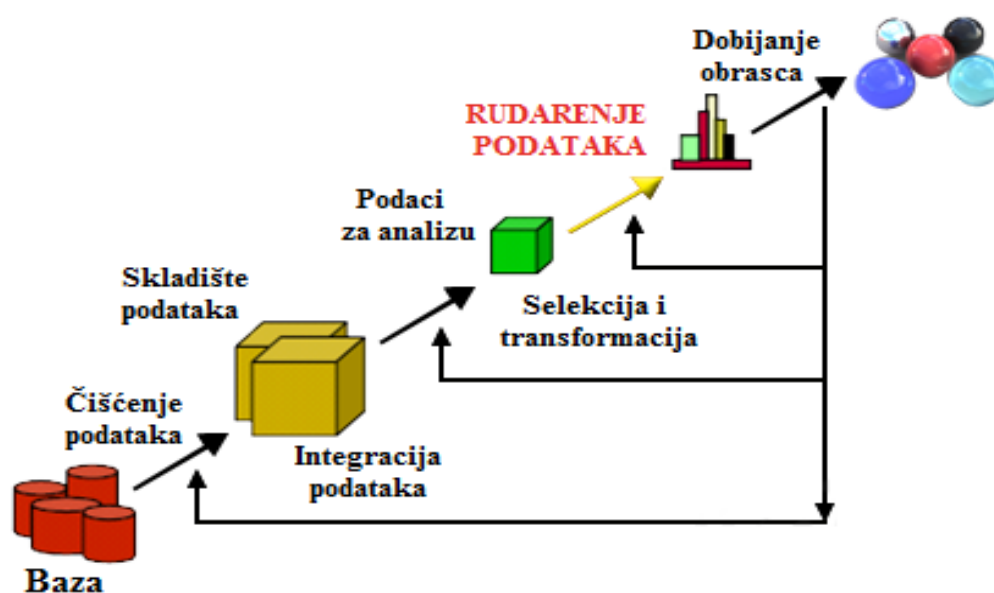 Dobijanje
obrasca
RUDARENJE
PODATAKA
Podaci
za analizu
Skladište
podataka
Selekcija i
transformacija
Čišćenje
podataka
Integracija
podataka
Baza